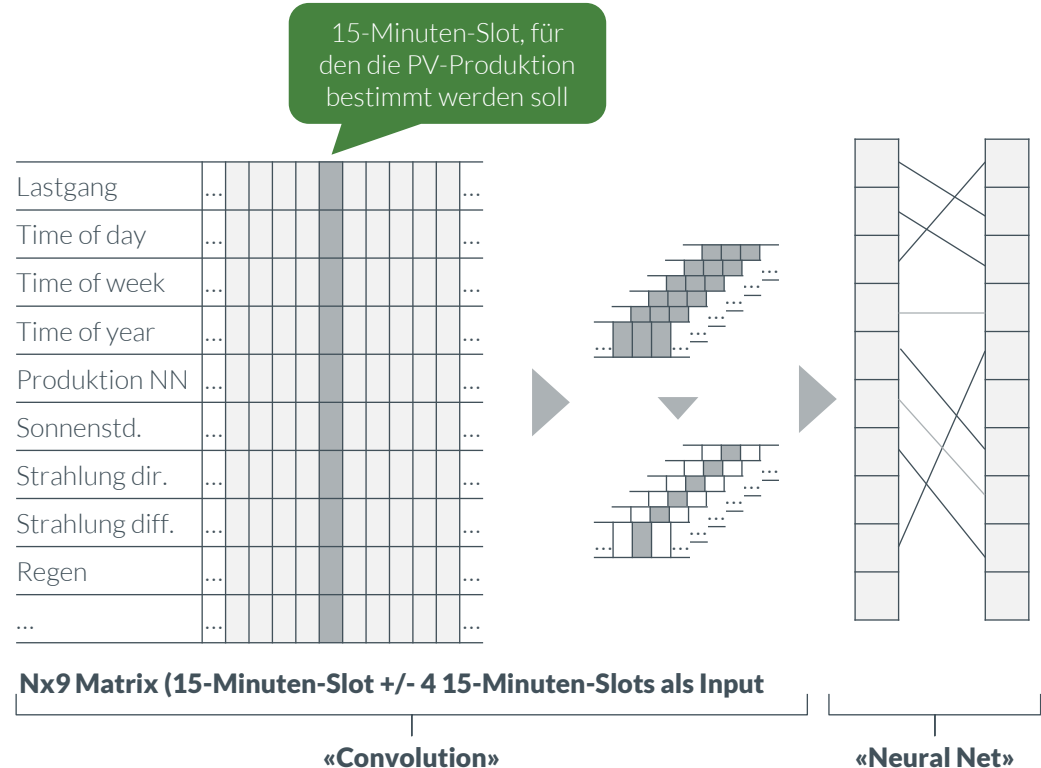 15-Minuten-Slot, für
den die PV-Produktion
bestimmt werden soll
Lastgang ... ...
Time of day ... ...
Time of week ... ...
Time of year ... ...
Produktion NN ... ...
Sonnenstd. ... ...
Strahlung dir. ... ...
Strahlung diff. ... ...
Regen ... ...
... ... ...
...
...
...
...
...
... ...
...
...
...
...
...
... ...
Nx9 Matrix (15-Minuten-Slot +/- 4 15-Minuten-Slots als Input
«Convolution»
«Neural Net»